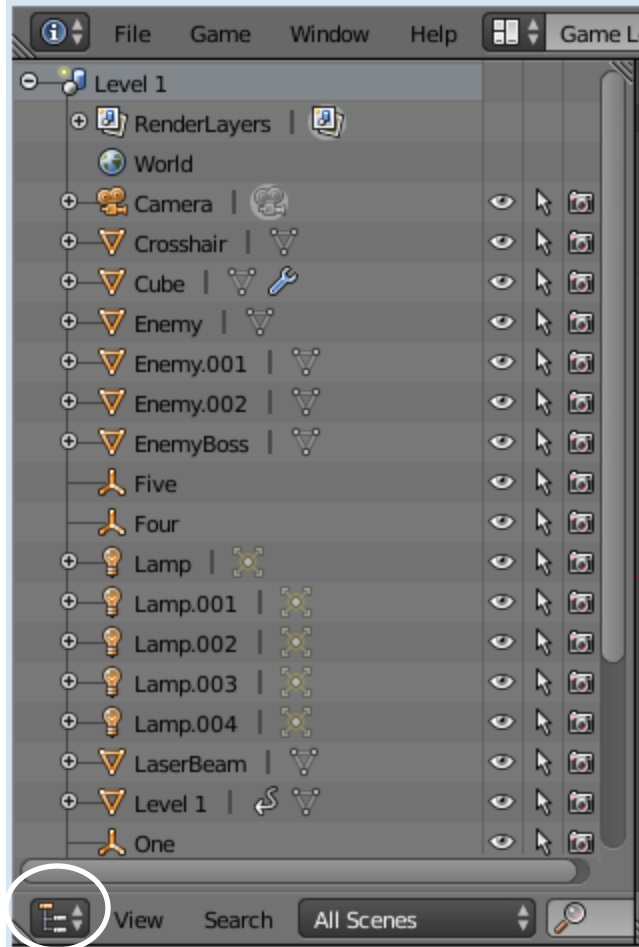 File Game Window Help Game L
Level 1
RenderLayers |
World
Camera |
Crosshair |
Cube |
Enemy |
Enemy.001 |
Enemy.002 |
EnemyBoss |
Five
Four
Lamp |
Lamp.001 |
Lamp.002 |
Lamp.003 |
Lamp.004 |
LaserBeam |
Level 1 |
One
View Search All Scenes